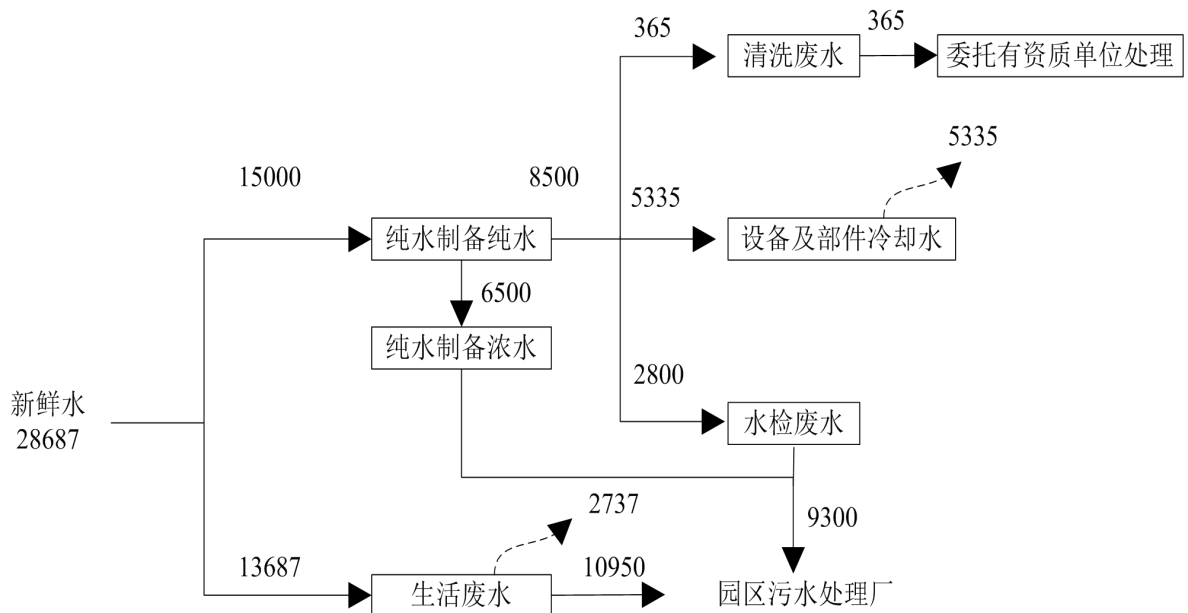 365
清洗废水
365
委托有资质单位处理
15000
8500
5335
5335
纯水制备纯水
设备及部件冷却水
6500
纯水制备浓水
2800
水检废水
新鲜水
28687
2737
9300
13687
生活废水
10950
园区污水处理厂